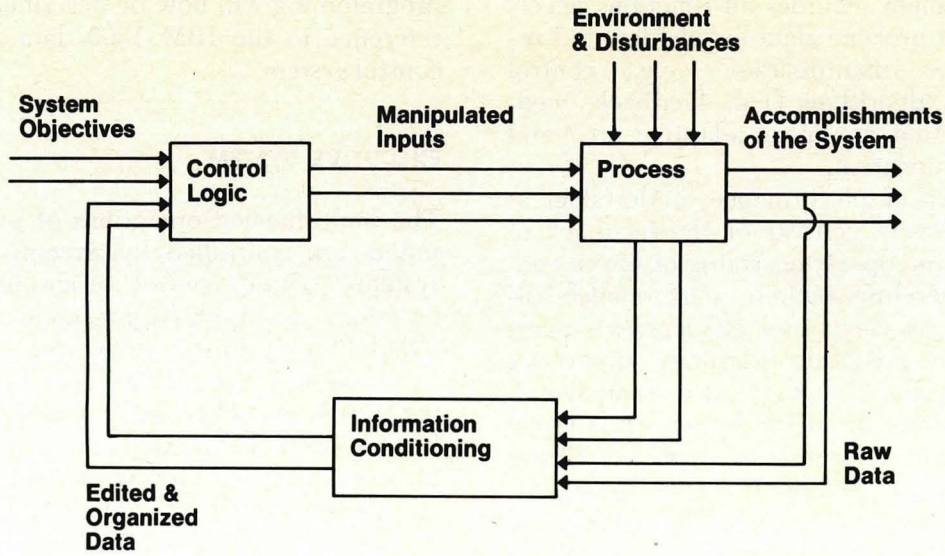 Environment
& Disturbances
System
Objectives
Manipulated
Inputs
Accomplishments
of the System
Control
Logic
Process
Information
Conditioning
Raw
Data
Edited &
Organized
Data